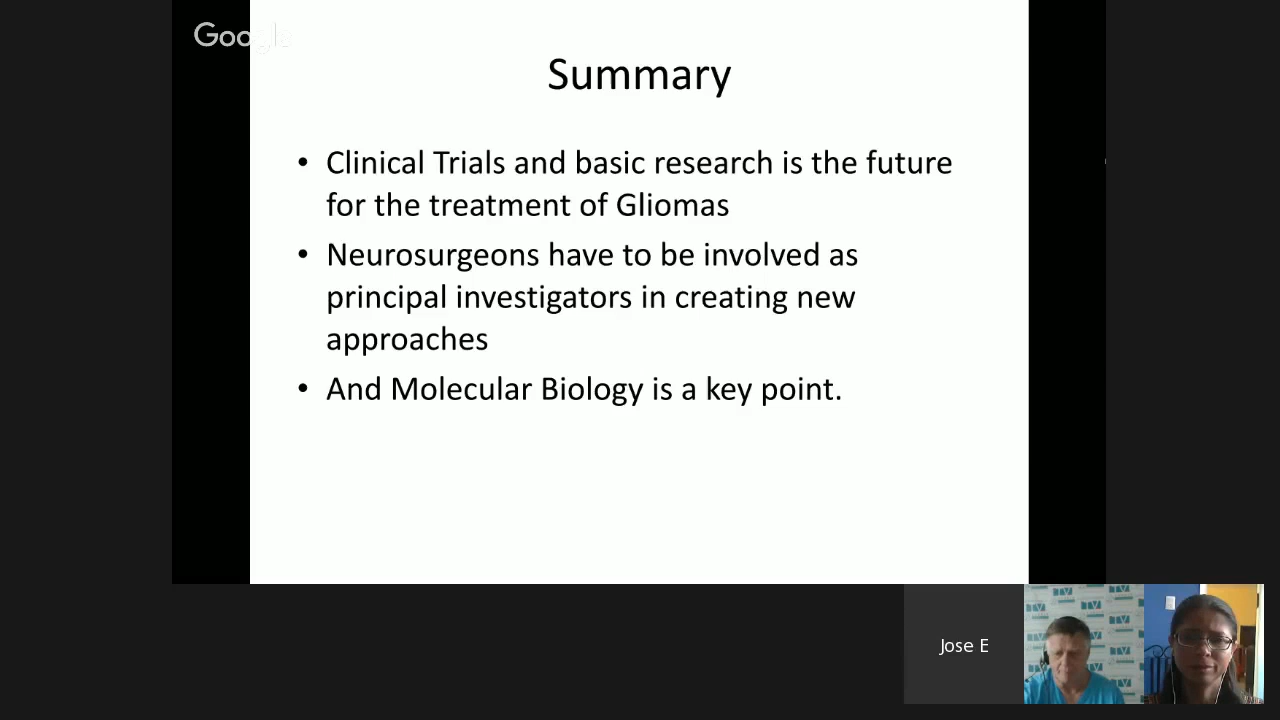 Google
Summary
• Clinical Trials and basic research is the future
for the treatment of Gliomas
• Neurosurgeons have to be involved as
principal investigators in creating new
approaches
• And Molecular Biology is a key point.
Jose E